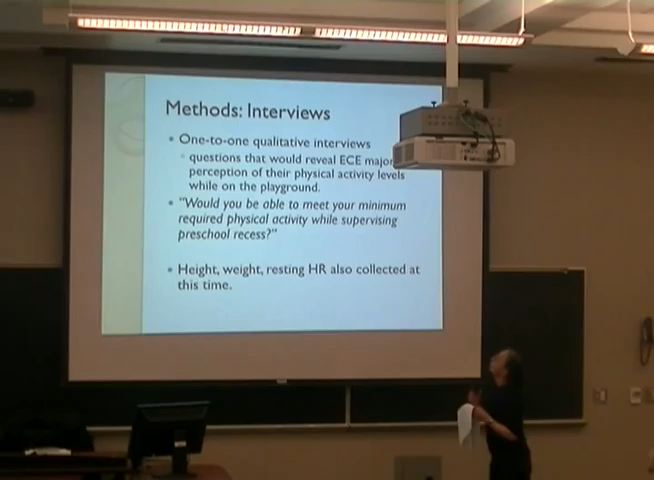 Methods: Interviews
One-to-one qualitative interviews
questions that would reveal ECE major
perception of their physical activity levels
while on the playground.
"Would you be able to meet your minimum
required physical activity while supervising
preschool recess?"
Height, weight, resting HR also collected at
this time.